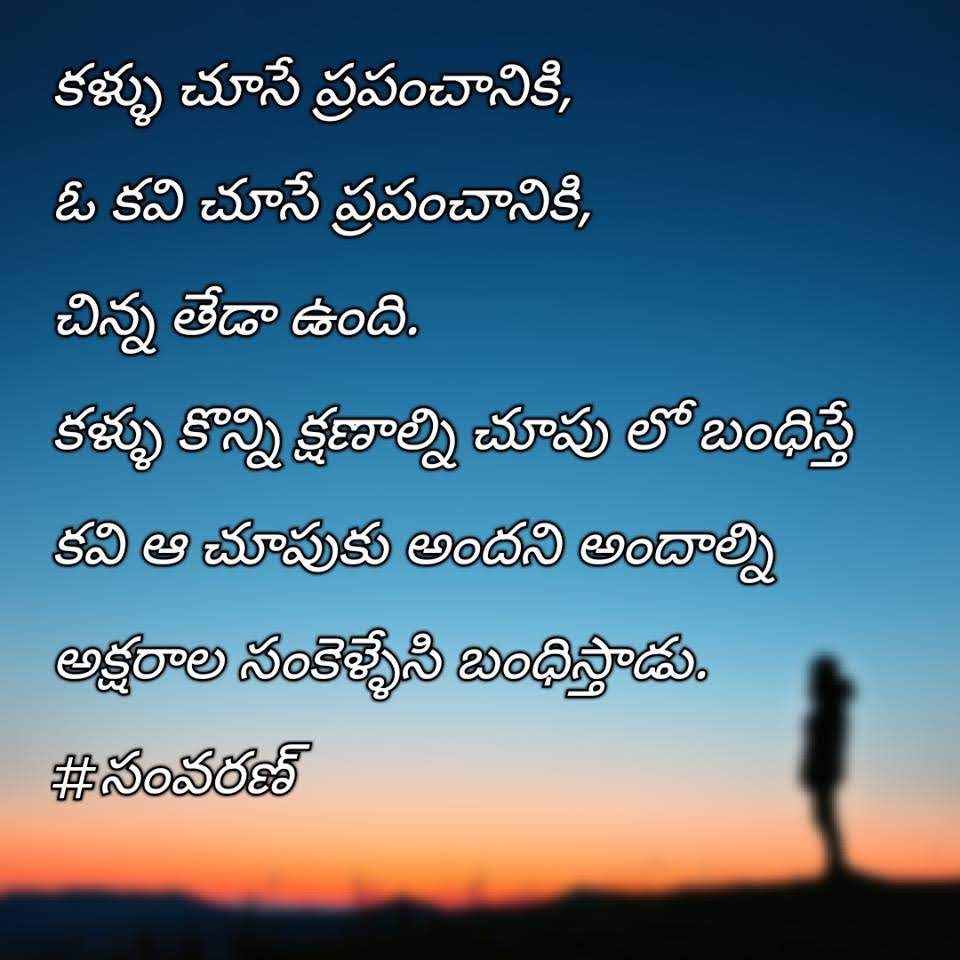 కళ్ళు చూసే ప్రపంచానికి,
ఓ కవి చూసే ప్రపంచానికి,
చిన్న తేడా ఉంది.
కళ్ళు కొన్ని క్షణాల్ని చూపు లో బంధిస్తే
కవి ఆ చూపుకు అందని అందాల్ని
అక్షరాల సంకెళ్ళేసి బంధిస్తాడు.
#సంవరణ్